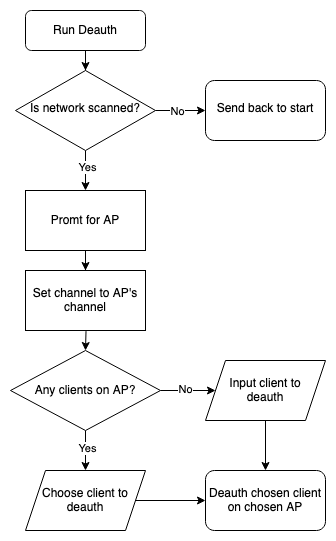 Run Deauth
Is network scanned?
No
Send back to start
Yes
Promt for AP
Set channel to AP's
channel
Any clients on AP?
No
Input client to
deauth
Yes
Choose client to
deauth
Deauth chosen client
on chosen AP